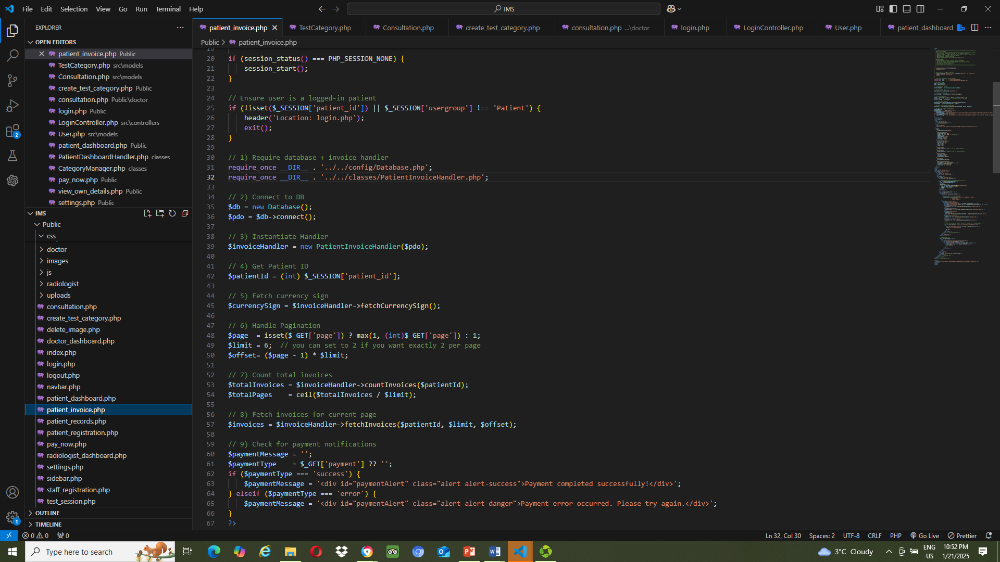 File Edit Selection View Go Run Terminal Help
IMS
EXPLORER
patient_invoice.php
TestCategory.php
Consultation.php
create_test_category.php
consultation.php ...\doctor
login.php
LoginController.php
User.php
patient_dashboard
Public > patient_invoice.php
OPEN EDITORS
patient_invoice.php Public
TestCategory.php src\models
Consultation.php src\models
create_test_category.php Public
consultation.php Public\doctor
login.php Public
LoginController.php src\controllers
User.php src\models
patient_dashboard.php Public
PatientDashboardHandler.php classes
CategoryManager.php classes
pay_now.php Public
view_own_details.php Public
settings.php Public
IMS
Public
css
doctor
images
js
radiologist
uploads
consultation.php
create_test_category.php
delete_image.php
doctor_dashboard.php
index.php
login.php
logout.php
navbar.php
patient_dashboard.php
patient_invoice.php
patient_records.php
patient_registration.php
pay_now.php
radiologist_dashboard.php
settings.php
sidebar.php
staff_registration.php
test_session.php
OUTLINE
TIMELINE
2
1
19
20 if (session_status() === PHP_SESSION_NONE) {
21 session_start();
22 }
23
24 // Ensure user is a logged-in patient
25 if (!isset($_SESSION['patient_id']) || $_SESSION['usergroup'] !== 'Patient') {
26 header('Location: login.php');
27 exit();
28 }
29
30 // 1) Require database + invoice handler
31 require_once __DIR__ . '../../config/Database.php';
32 require_once __DIR__ . '../../classes/PatientInvoiceHandler.php';
33
34 // 2) Connect to DB
35 $db = new Database();
36 $pdo = $db->connect();
37
38 // 3) Instantiate Handler
39 $invoiceHandler = new PatientInvoiceHandler($pdo);
40
41 // 4) Get Patient ID
42 $patientId = (int) $_SESSION['patient_id'];
43
44 // 5) Fetch currency sign
45 $currencySign = $invoiceHandler->fetchCurrencySign();
46
47 // 6) Handle Pagination
48 $page  = isset($_GET['page']) ? max(1, (int)$_GET['page']) : 1;
49 $limit = 6;  // you can set to 2 if you want exactly 2 per page
50 $offset= ($page - 1) * $limit;
51
52 // 7) Count total invoices
53 $totalInvoices = $invoiceHandler->countInvoices($patientId);
54 $totalPages    = ceil($totalInvoices / $limit);
55
56 // 8) Fetch invoices for current page
57 $invoices = $invoiceHandler->fetchInvoices($patientId, $limit, $offset);
58
59 // 9) Check for payment notifications
60 $paymentMessage = '';
61 $paymentType    = $_GET['payment'] ?? '';
62 if ($paymentType === 'success') {
63 $paymentMessage = '<div id="paymentAlert" class="alert alert-success">Payment completed successfully!</div>';
64 } elseif ($paymentType === 'error') {
65 $paymentMessage = '<div id="paymentAlert" class="alert alert-danger">Payment error occurred. Please try again.</div>';
66 }
67 ?>
0 0 0
Ln 32, Col 30 Spaces: 2 UTF-8 CRLF PHP Go Live Prettier
Type here to search
3°C Cloudy
ENG
US
10:52 PM
1/21/2025